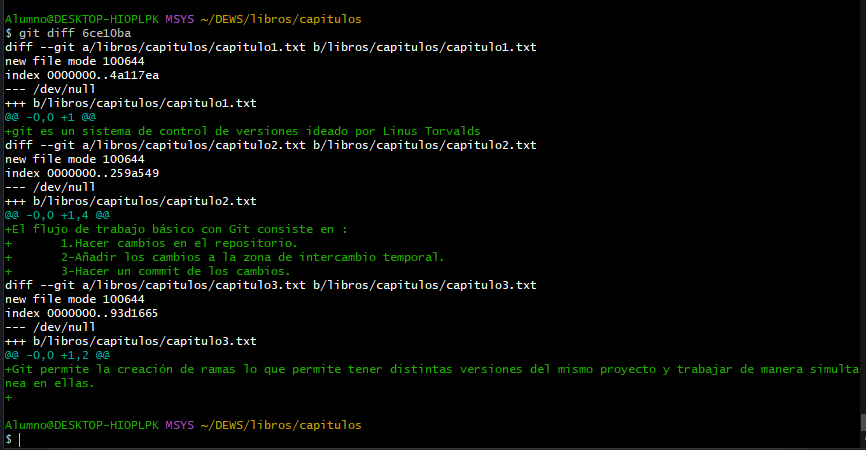 Alumno@DESKTOP-HIOPLPK MSYS ~/DEWS/libros/capitulos
$ git diff 6ce10ba
diff --git a/libros/capitulos/capitulo1.txt b/libros/capitulos/capitulo1.txt
new file mode 100644
index 0000000..4a117ea
--- /dev/null
+++ b/libros/capitulos/capitulo1.txt
@@ -0,0 +1 @@
+git es un sistema de control de versiones ideado por Linus Torvalds
diff --git a/libros/capitulos/capitulo2.txt b/libros/capitulos/capitulo2.txt
new file mode 100644
index 0000000..259a549
--- /dev/null
+++ b/libros/capitulos/capitulo2.txt
@@ -0,0 +1,4 @@
+El flujo de trabajo básico con Git consiste en :
+       1.Hacer cambios en el repositorio.
+       2-Añadir los cambios a la zona de intercambio temporal.
+       3-Hacer un commit de los cambios.
diff --git a/libros/capitulos/capitulo3.txt b/libros/capitulos/capitulo3.txt
new file mode 100644
index 0000000..93d1665
--- /dev/null
+++ b/libros/capitulos/capitulo3.txt
@@ -0,0 +1,2 @@
+Git permite la creación de ramas lo que permite tener distintas versiones del mismo proyecto y trabajar de manera simulta
nea en ellas.
+
Alumno@DESKTOP-HIOPLPK MSYS ~/DEWS/libros/capitulos
$